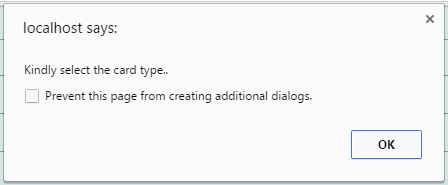 localhost says:
Kindly select the card type..
Prevent this page from creating additional dialogs.
OK